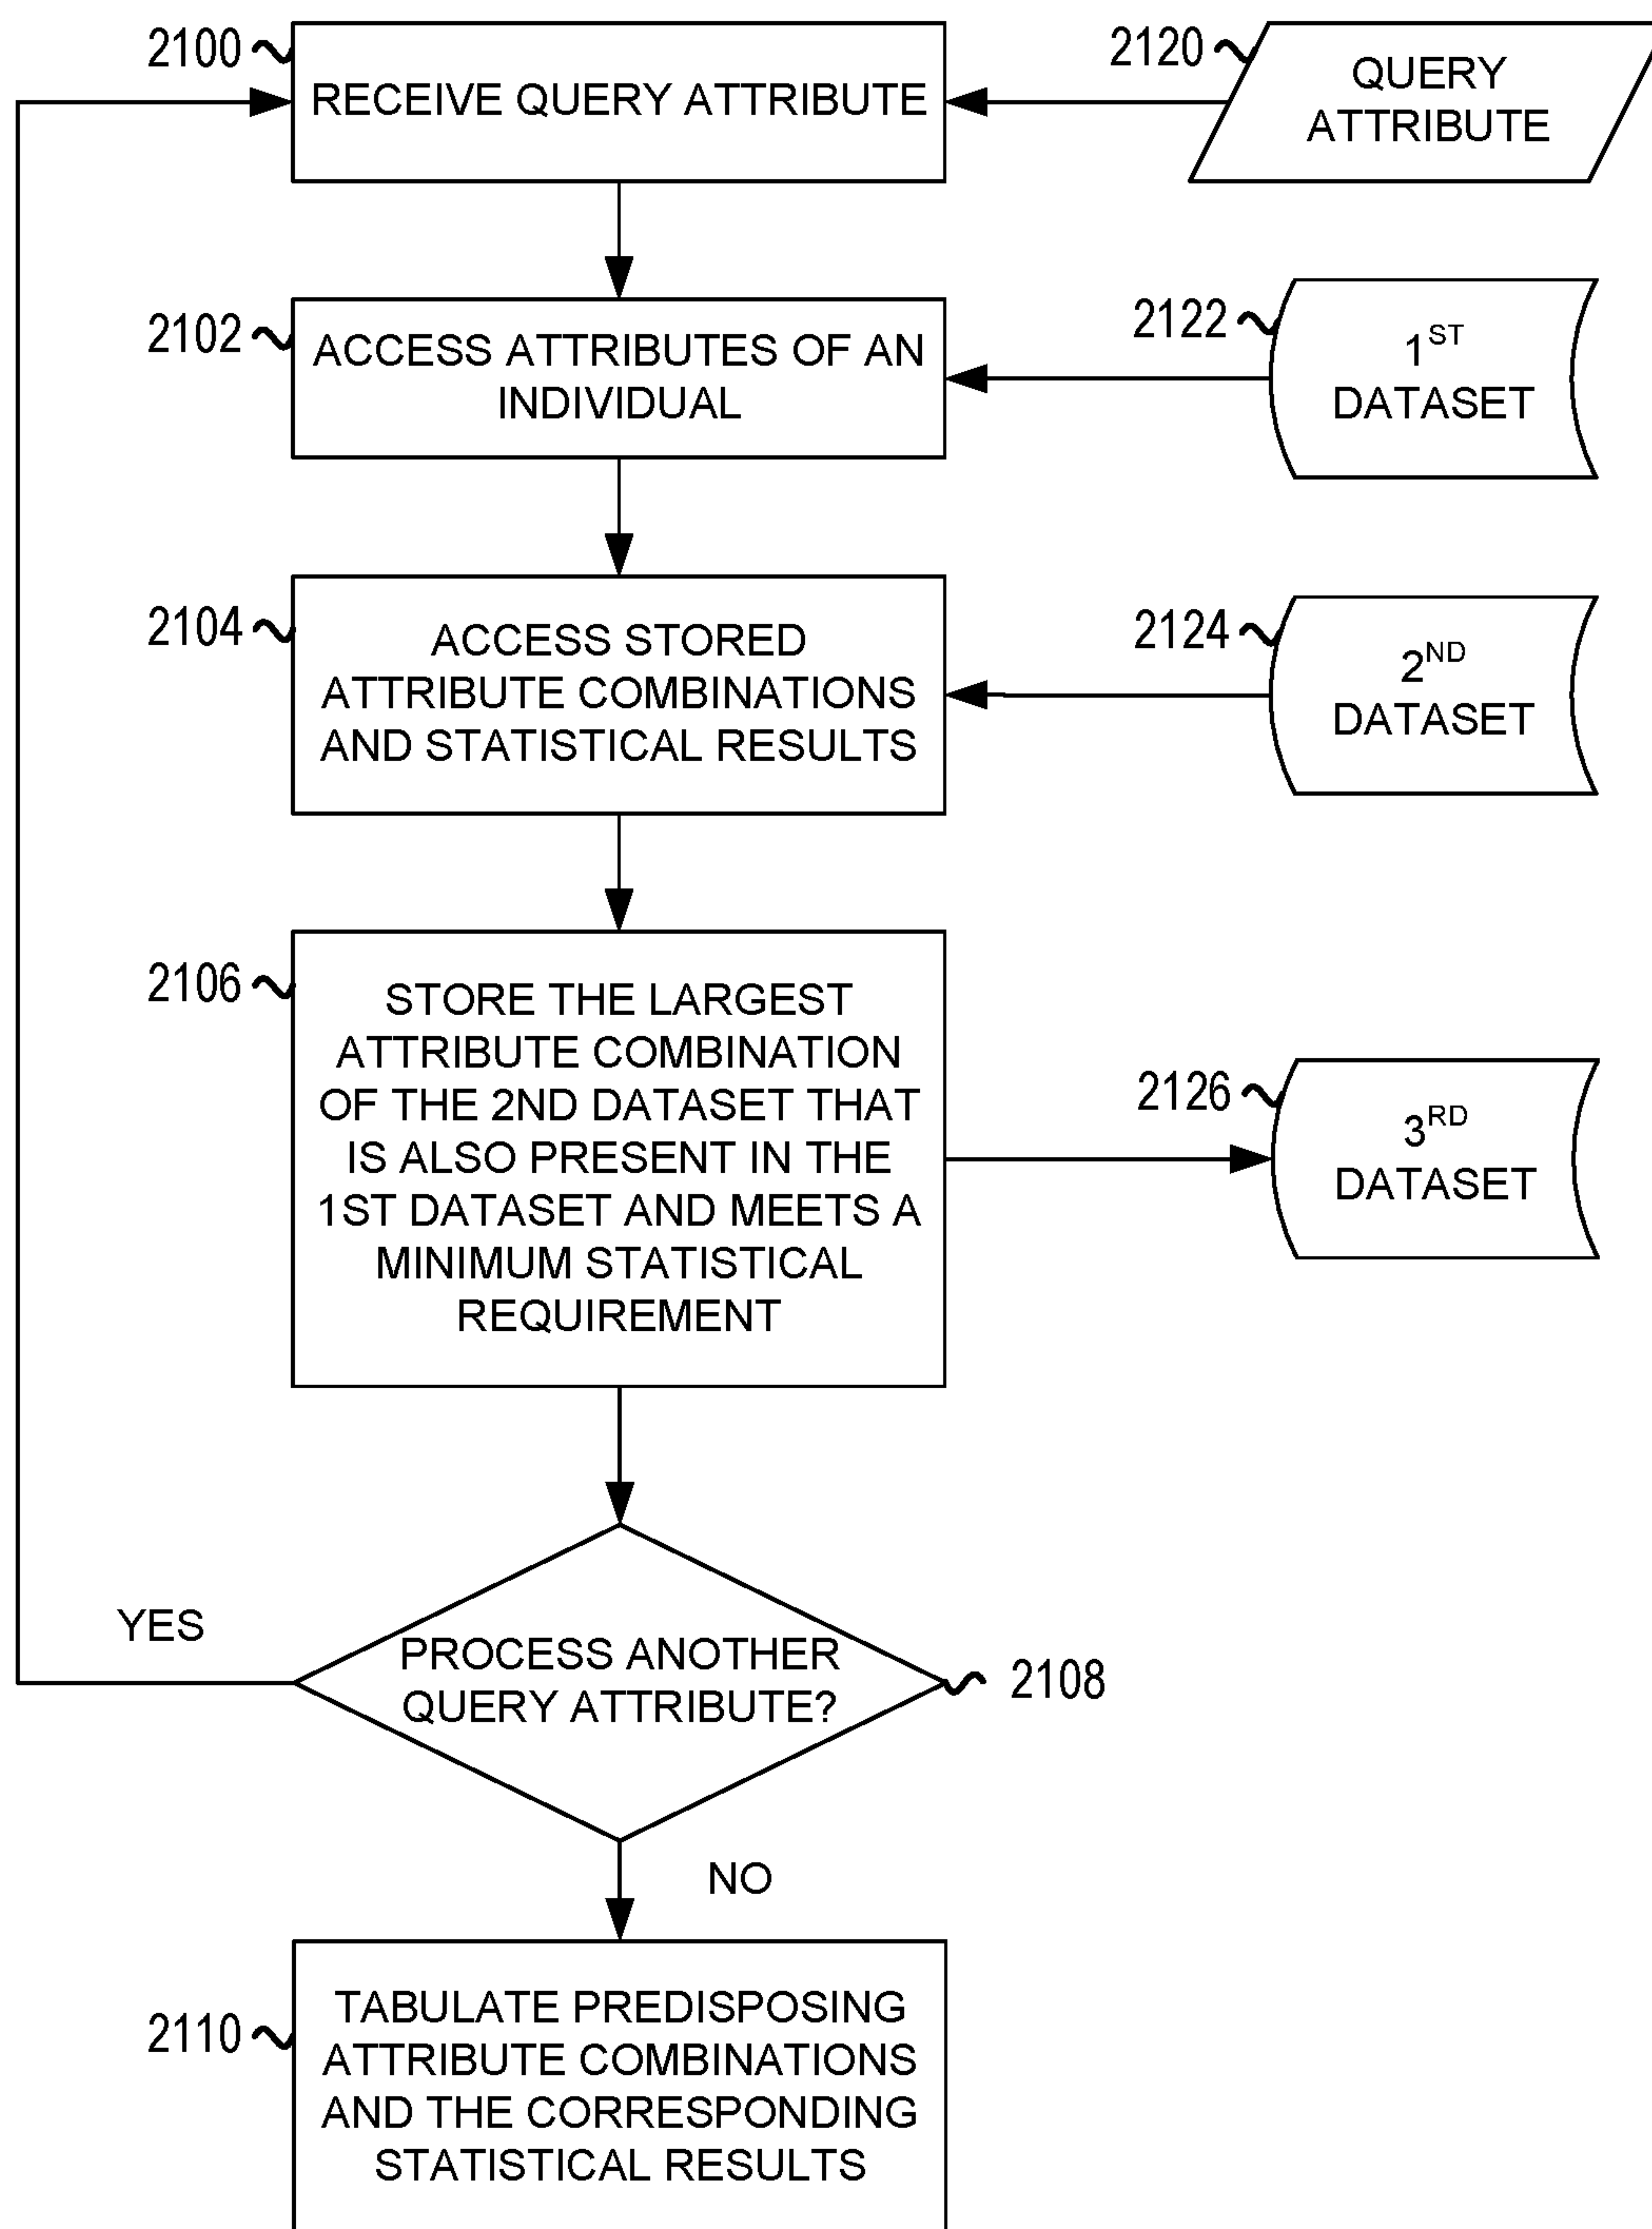 2100
RECEIVE QUERY ATTRIBUTE
2120
QUERY
ATTRIBUTE
2102
ACCESS ATTRIBUTES OF AN
INDIVIDUAL
2122
1ST
DATASET
2104
ACCESS STORED
ATTRIBUTE COMBINATIONS
AND STATISTICAL RESULTS
2124
2ND
DATASET
2106
STORE THE LARGEST
ATTRIBUTE COMBINATION
OF THE 2ND DATASET THAT
IS ALSO PRESENT IN THE
1ST DATASET AND MEETS A
MINIMUM STATISTICAL
REQUIREMENT
2126
3RD
DATASET
YES
PROCESS ANOTHER
QUERY ATTRIBUTE?
2108
NO
2110
TABULATE PREDISPOSING
ATTRIBUTE COMBINATIONS
AND THE CORRESPONDING
STATISTICAL RESULTS